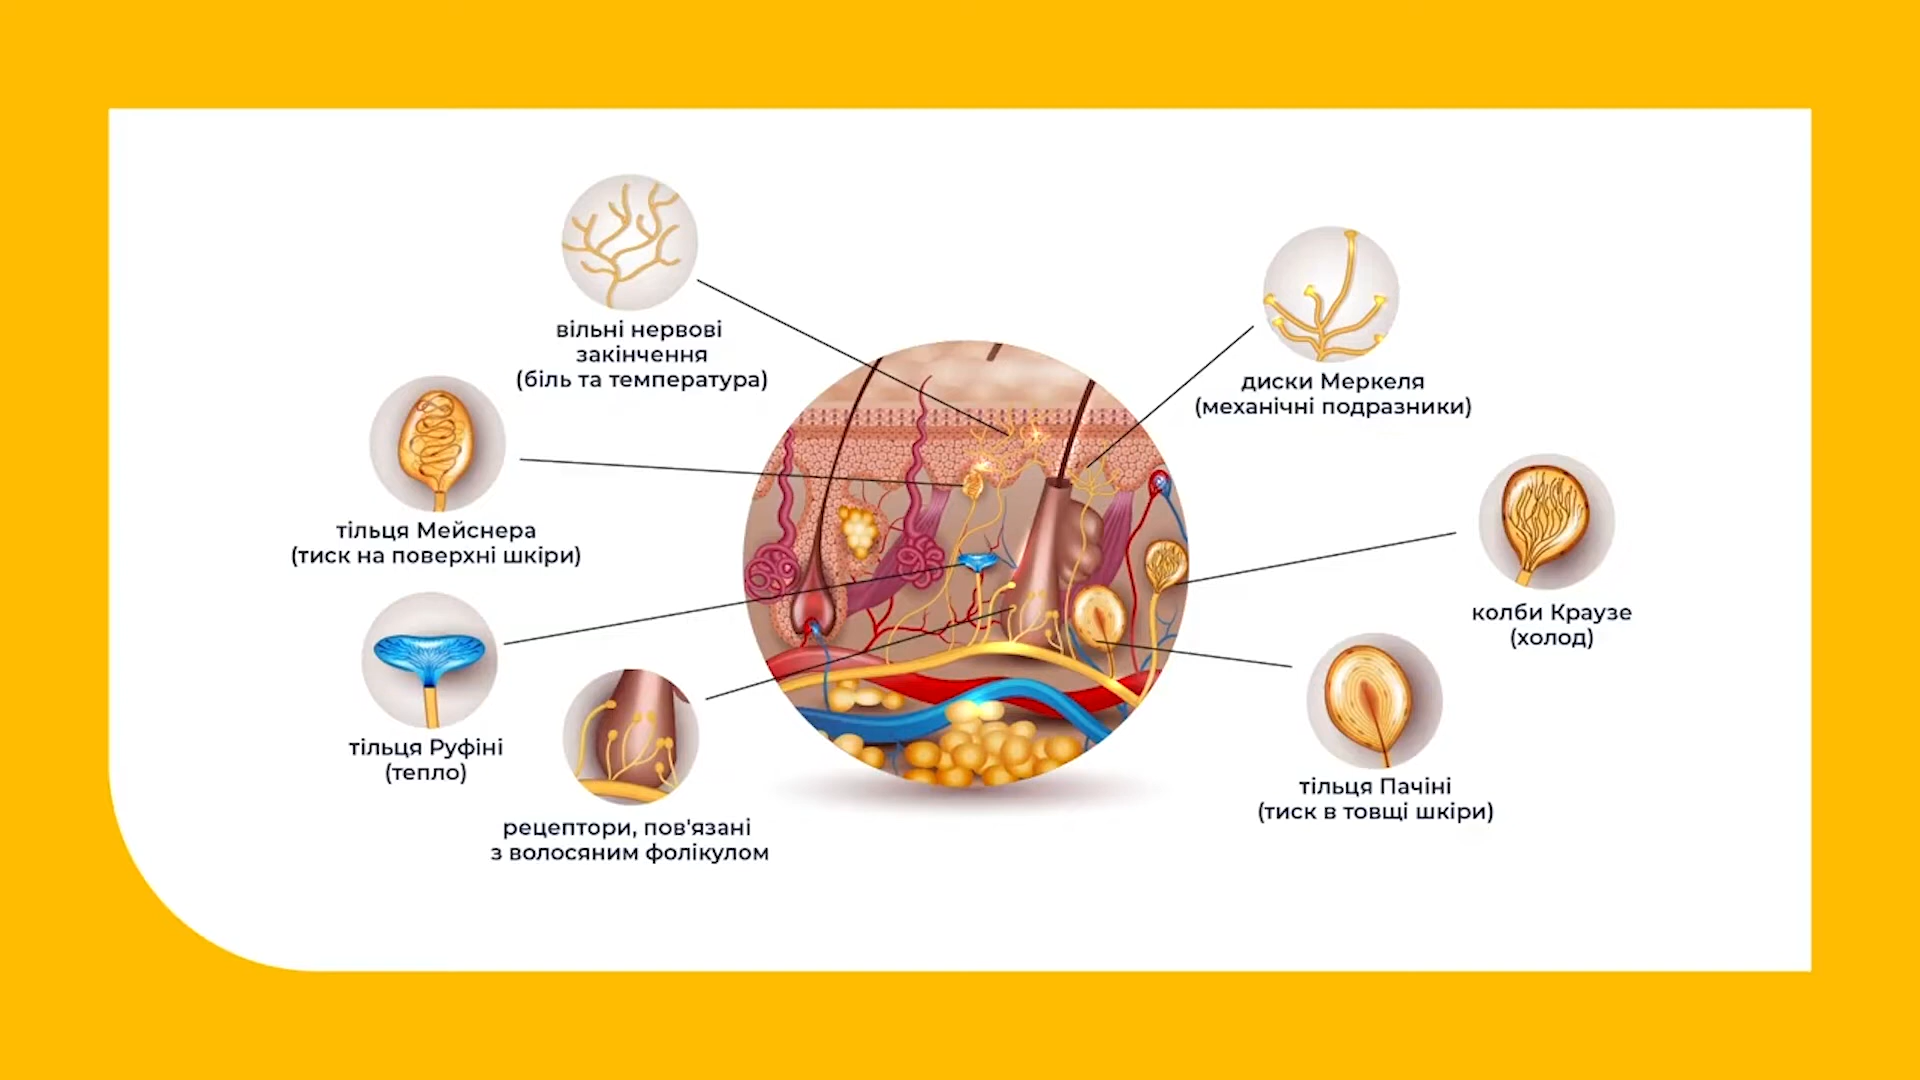 вільні нервові
закінчення
(біль та температура)
диски Меркеля
(механічні подразники)
тільця Мейснера
(тиск на поверхні шкіри)
колби Краузе
(холод)
тільця Руфіні
(тепло)
тільця Пачіні
(тиск в товщі шкіри)
рецептори, пов'язані
з волосяним фолікулом